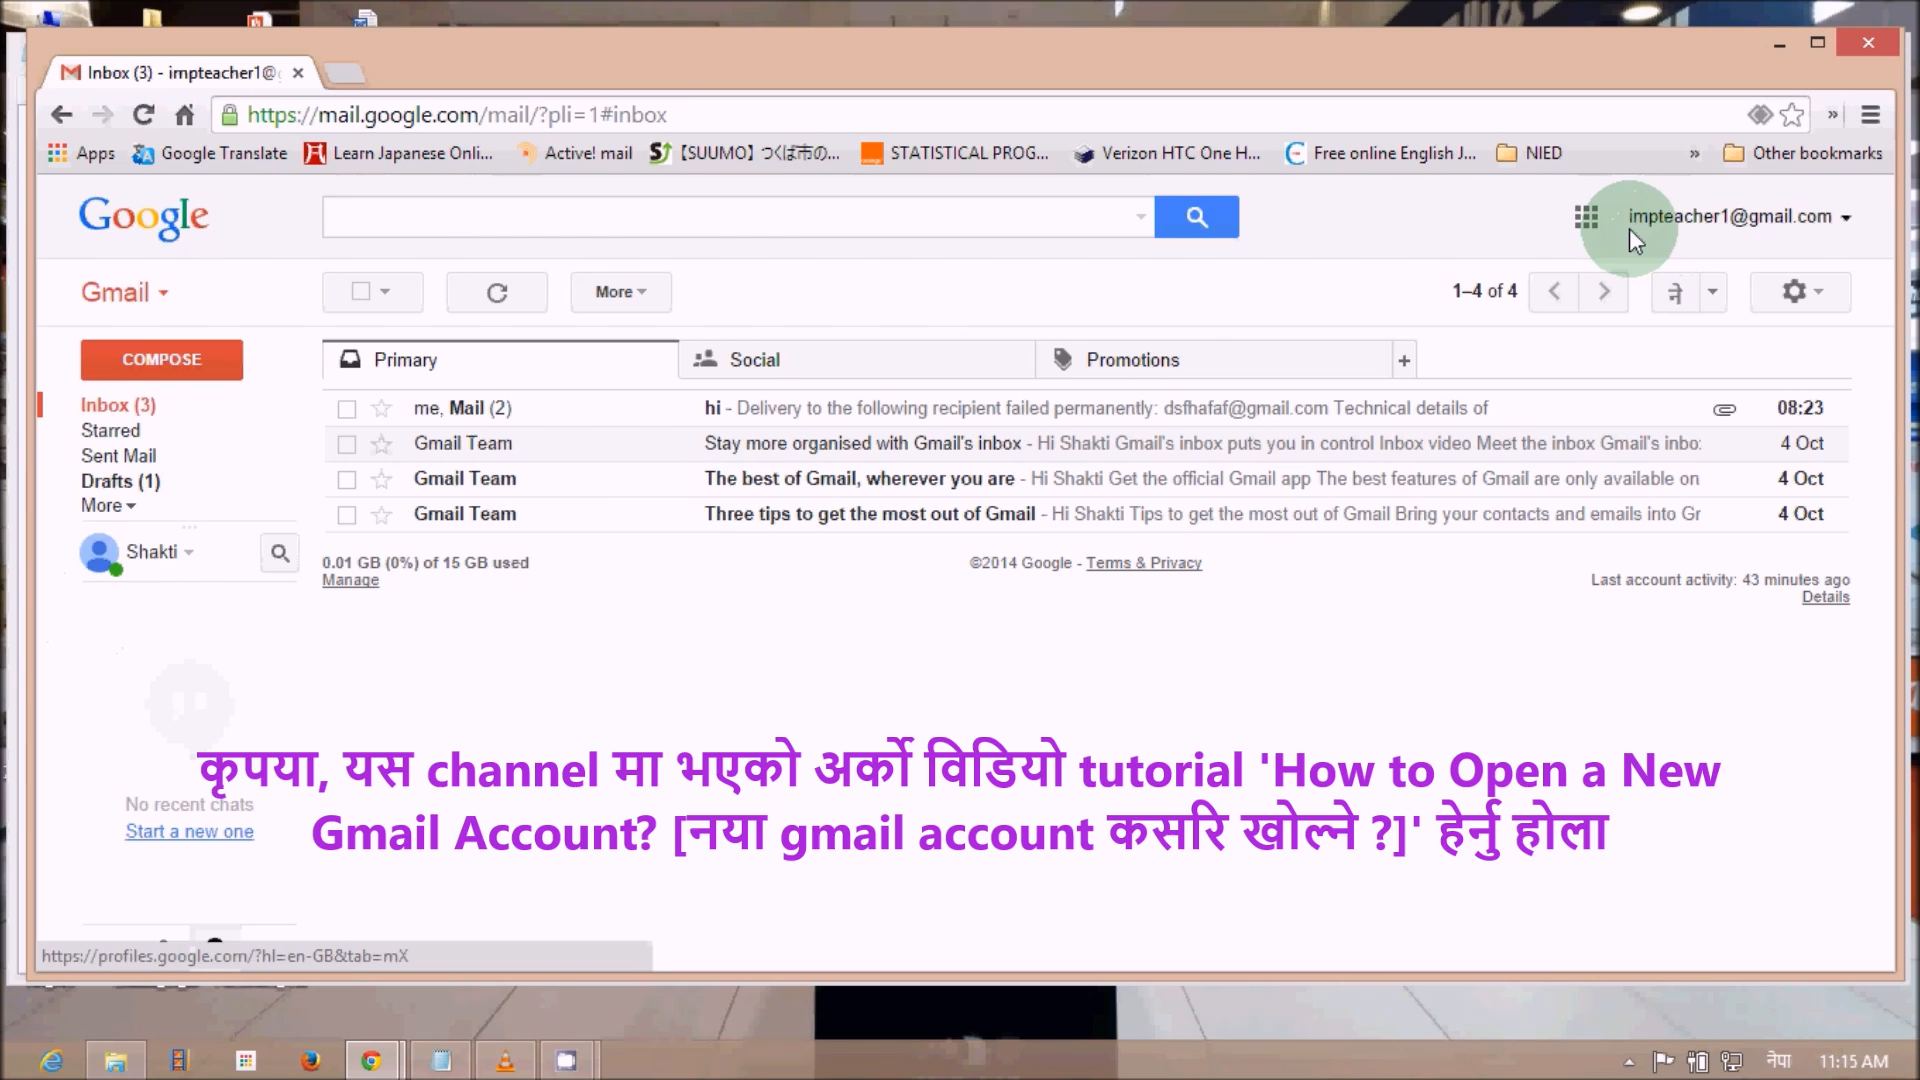 Inbox (3) - impteacher1@
https://mail.google.com/mail/?pli=1#inbox
Apps Google Translate Learn Japanese Onli... Active! mail 【SUUMO】つくば市の... STATISTICAL PROG... Verizon HTC One H... Free online English J... NIED » Other bookmarks
Google
impteacher1@gmail.com
Gmail
More
1–4 of 4
ने
COMPOSE
Primary Social Promotions +
Inbox (3)
Starred
Sent Mail
Drafts (1)
More
me, Mail (2) hi - Delivery to the following recipient failed permanently: dsfhafaf@gmail.com Technical details of 08:23
Gmail Team Stay more organised with Gmail's inbox - Hi Shakti Gmail's inbox puts you in control Inbox video Meet the inbox Gmail's inbo: 4 Oct
Gmail Team The best of Gmail, wherever you are - Hi Shakti Get the official Gmail app The best features of Gmail are only available on 4 Oct
Gmail Team Three tips to get the most out of Gmail - Hi Shakti Tips to get the most out of Gmail Bring your contacts and emails into Gr 4 Oct
Shakti
0.01 GB (0%) of 15 GB used
Manage
©2014 Google - Terms & Privacy
Last account activity: 43 minutes ago
Details
कृपया, यस channel मा भएको अर्को विडियो tutorial 'How to Open a New
Gmail Account? [नया gmail account कसरि खोल्ने ?]' हेर्नु होला
No recent chats
Start a new one
https://profiles.google.com/?hl=en-GB&tab=mX
नेपा 11:15 AM